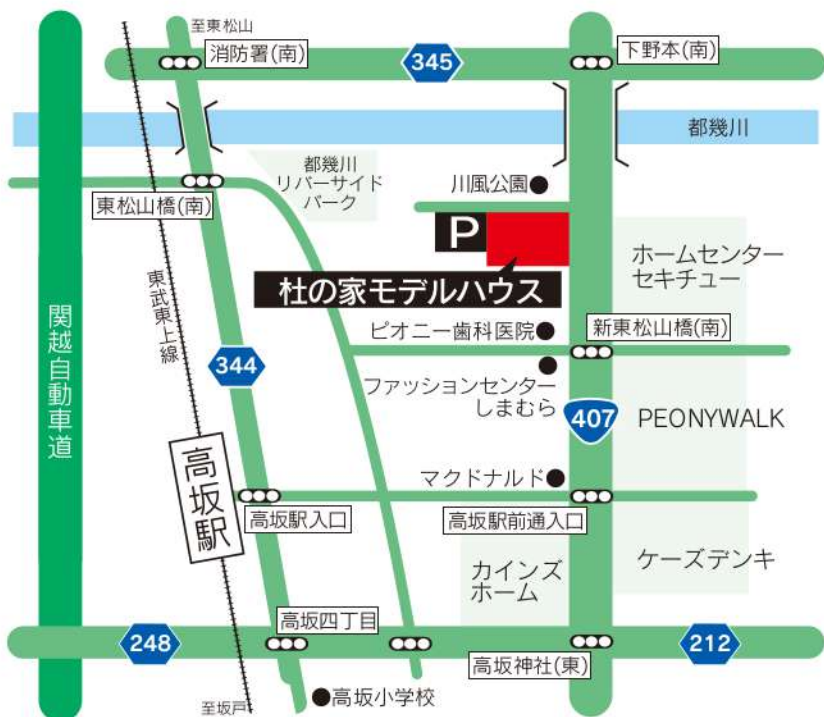 至東松山
消防署(南)
345
下野本(南)
都幾川
都幾川
リバーサイド
パーク
川風公園
東松山橋(南)
P
ホームセンター
セキチュー
杜の家モデルハウス
東武東上線
関越自動車道
ピオニー歯科医院
新東松山橋(南)
344
ファッションセンター
しまむら
407
PEONYWALK
高坂駅
マクドナルド
高坂駅入口
高坂駅前通入口
カインズ
ホーム
ケーズデンキ
248
高坂四丁目
高坂神社(東)
212
高坂小学校
至坂戸